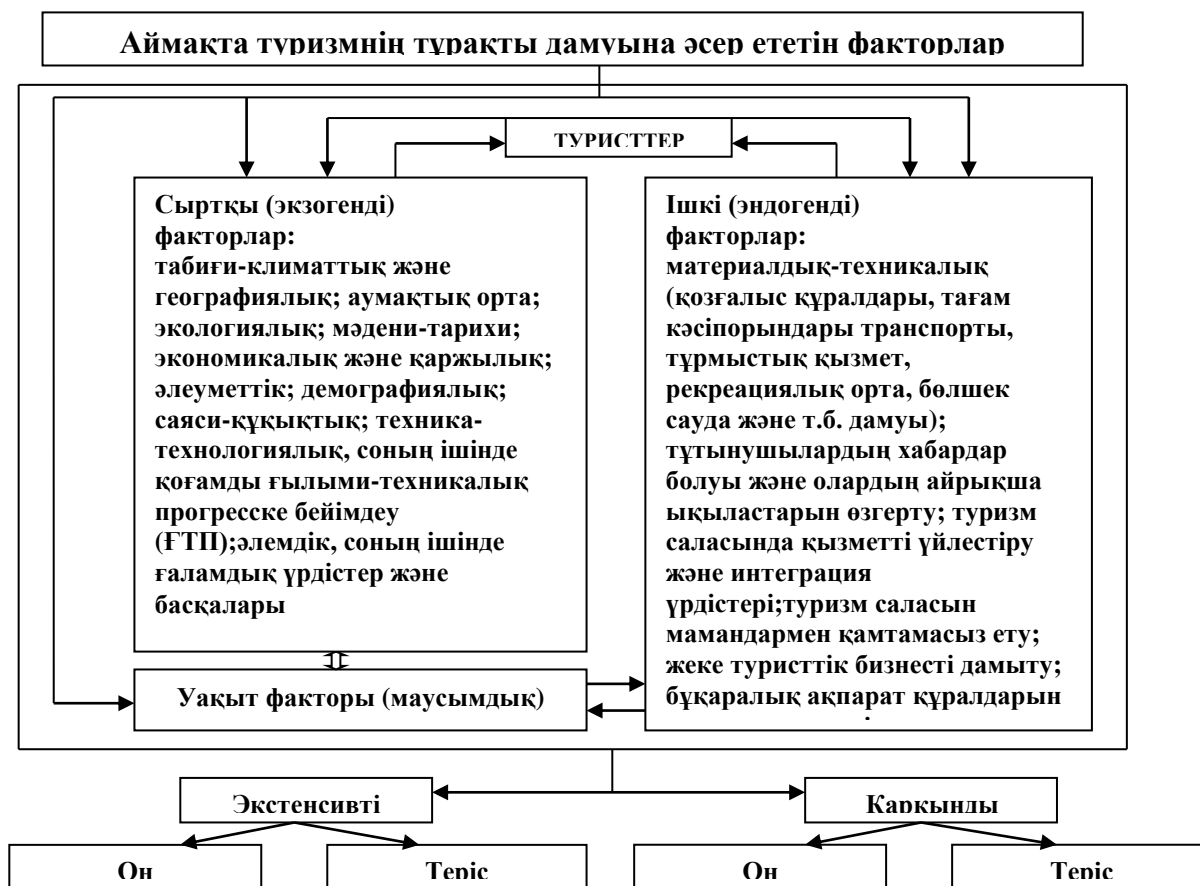 Аймақта туризмнің тұрақты дамуына әсер ететін факторлар
ТУРИСТТЕР
Сыртқы (экзогенді)
факторлар:
табиғи-климаттық және
географиялық; аумақтық орта;
экологиялық; мәдени-тарихи;
экономикалық және қаржылық;
әлеуметтік; демографиялық;
саяси-құқықтық; техника-
технологиялық, соның ішінде
қоғамды ғылыми-техникалық
прогресске бейімдеу
(ҒТП);әлемдік, соның ішінде
ғаламдық үрдістер және
басқалары
Ішкі (эндогенді)
факторлар:
материалдық-техникалық
(қозғалыс құралдары, тағам
кәсіпорындары транспорты,
тұрмыстық қызмет,
рекреациялық орта, бөлшек
сауда және т.б. дамуы);
тұтынушылардың хабардар
болуы және олардың айрықша
ықыластарын өзгерту; туризм
саласында қызметті үйлестіру
және интеграция
үрдістері;туризм саласын
мамандармен қамтамасыз ету;
жеке туристтік бизнесті дамыту;
бұқаралық ақпарат құралдарын
Уақыт факторы (маусымдық)
Экстенсивті
Қарқынды
Оң
Теріс
Оң
Теріс